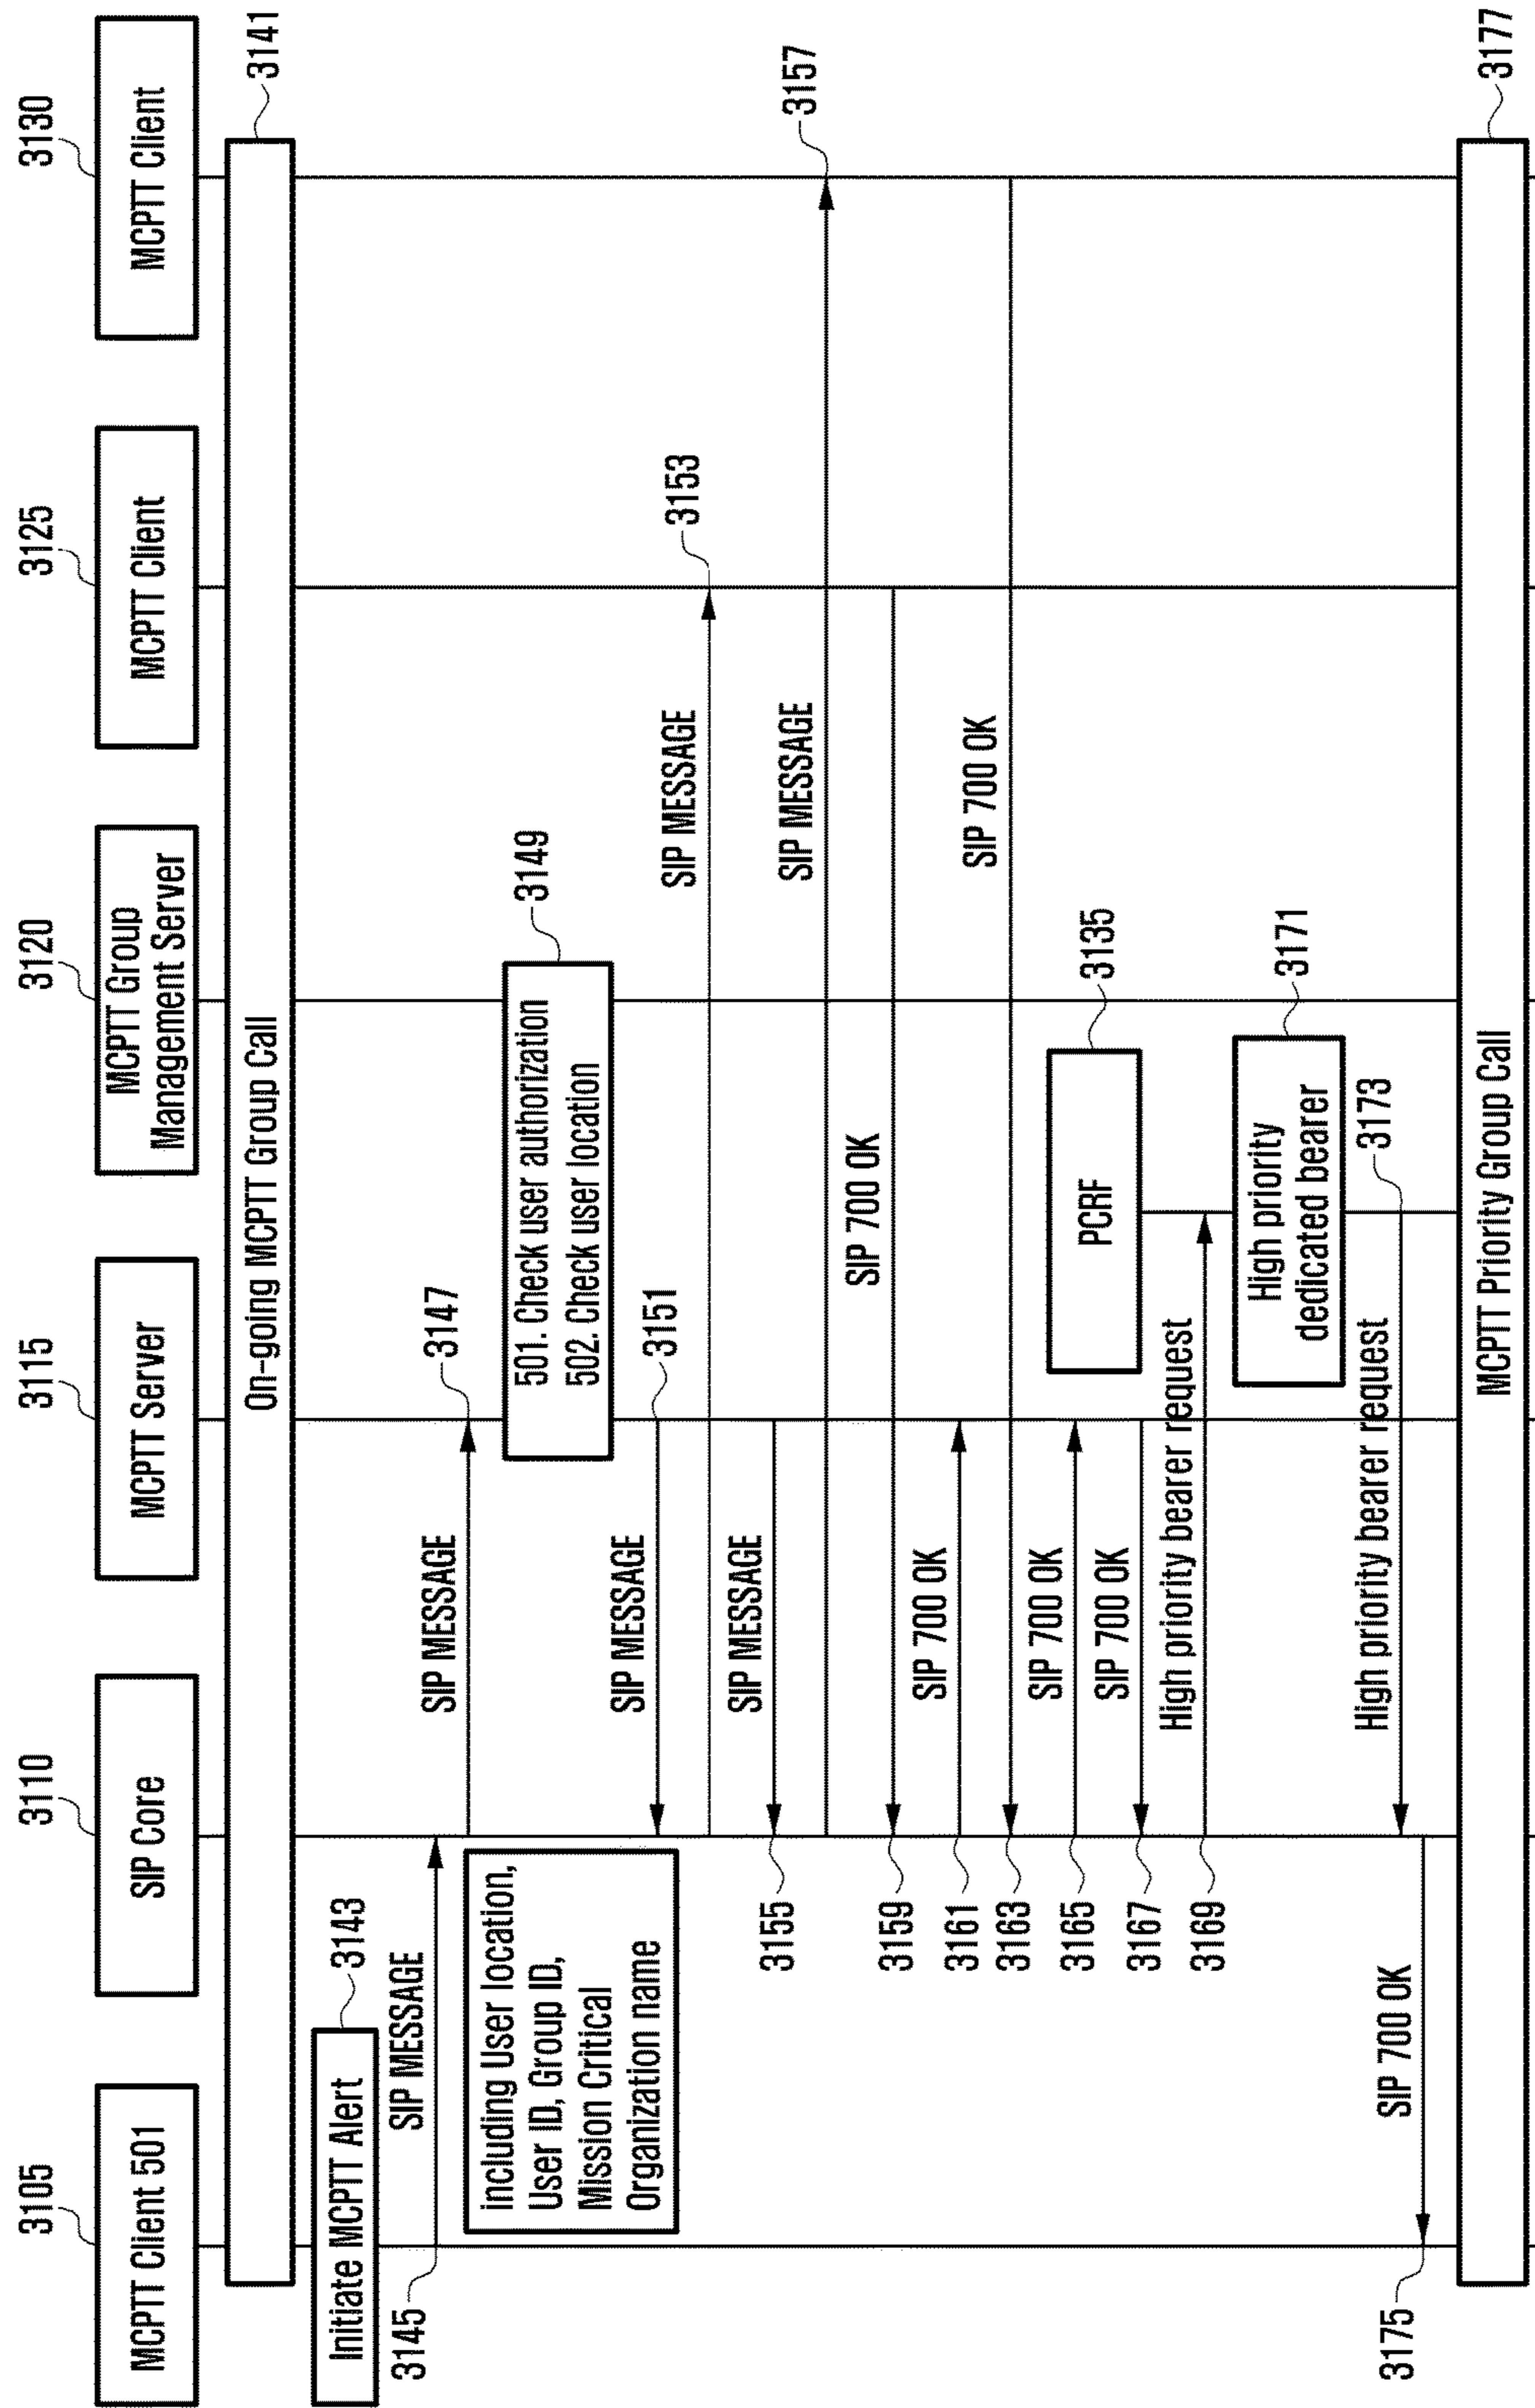 3105
3110
3115
3120
3125
3130
MCPTT Client 501
SIP Core
MCPTT Server
MCPTT Group
Management Server
MCPTT Client
MCPTT Client
On-going MCPTT Group Call
3141
Initiate MCPTT Alert
3143
SIP MESSAGE
3145
including User location,
User ID, Group ID,
Mission Critical
Organization name
SIP MESSAGE
3147
501. Check user authorization
502. Check user location
3149
SIP MESSAGE
3151
SIP MESSAGE
3153
SIP MESSAGE
3155
SIP MESSAGE
3157
SIP 700 OK
3159
SIP 700 OK
3161
SIP 700 OK
3163
SIP 700 OK
3165
PCRF
3135
SIP 700 OK
3167
High priority bearer request
3169
High priority
dedicated bearer
3171
High priority bearer request
3173
SIP 700 OK
3175
MCPTT Priority Group Call
3177